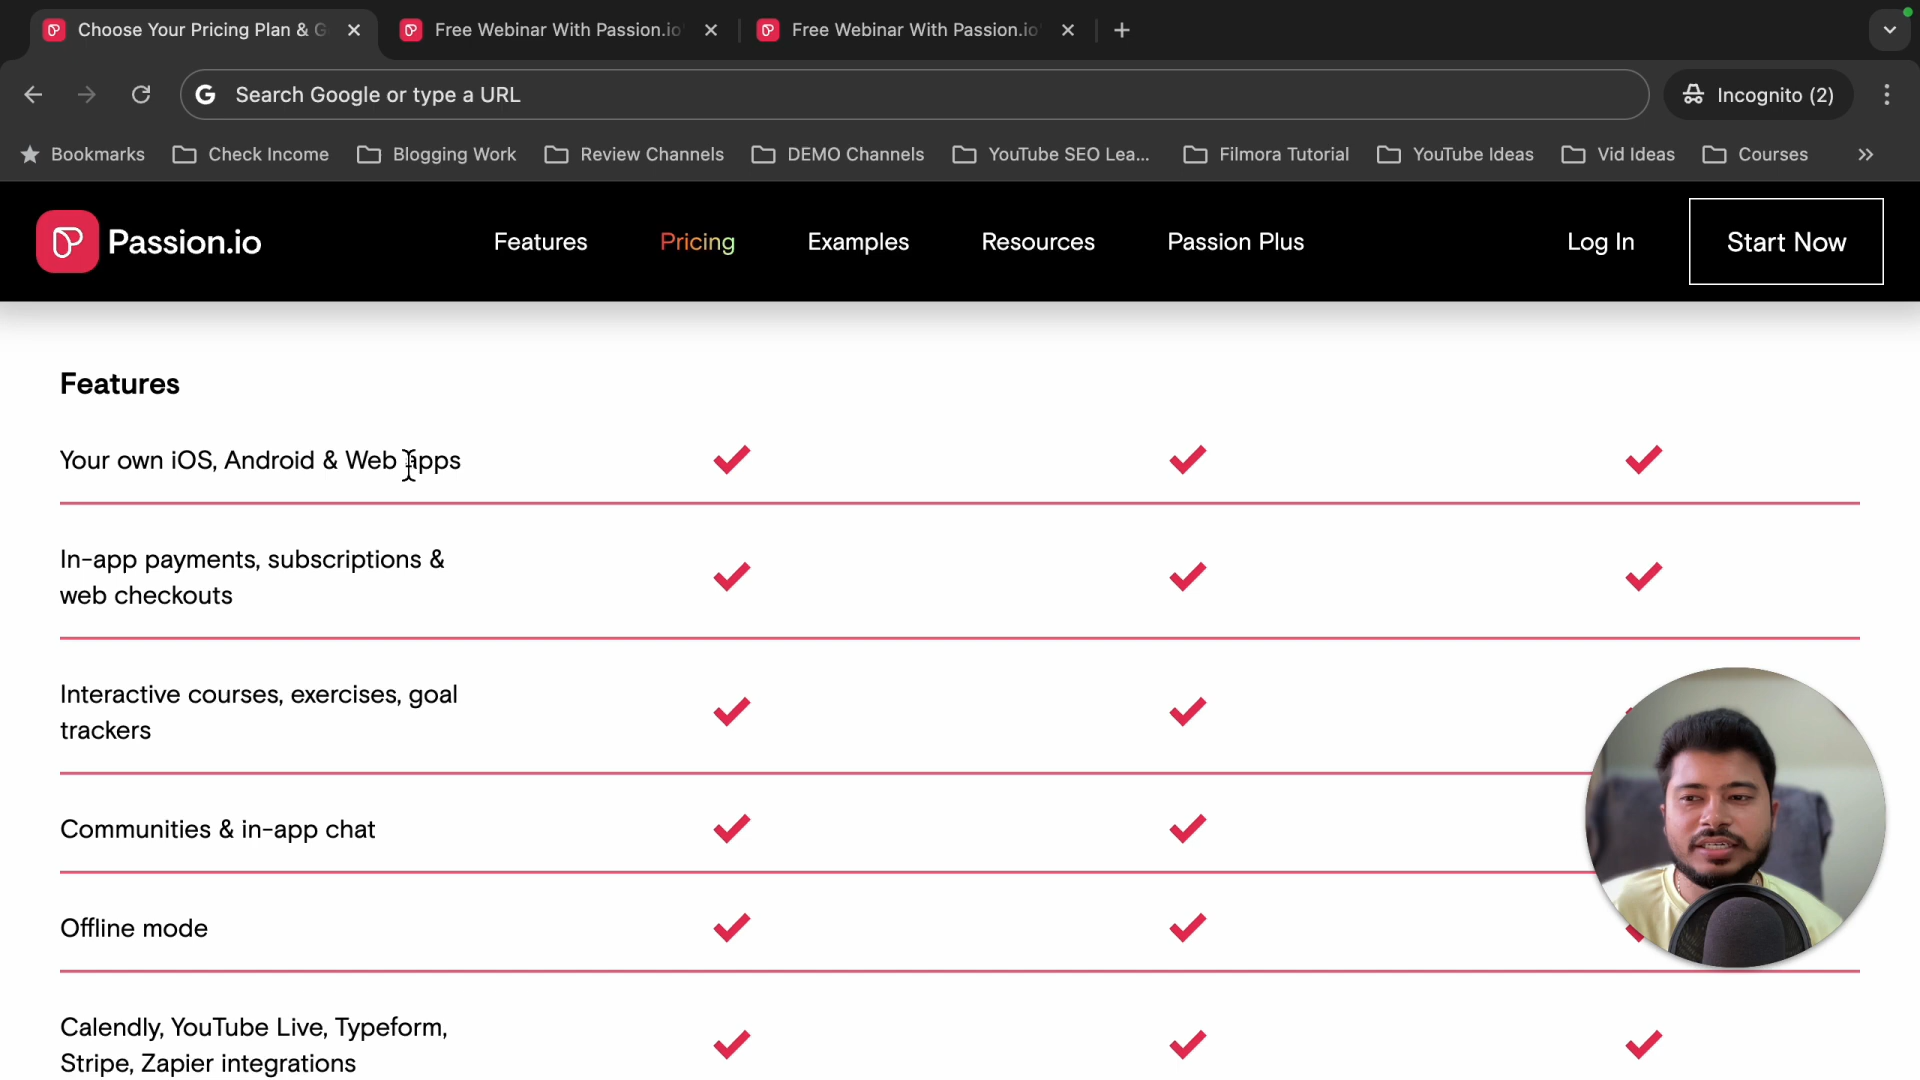 Choose Your Pricing Plan & G
Free Webinar With Passion.io'
Free Webinar With Passion.io'
Search Google or type a URL
Incognito (2)
Bookmarks
Check Income
Blogging Work
Review Channels
DEMO Channels
YouTube SEO Lea...
Filmora Tutorial
YouTube Ideas
Vid Ideas
Courses
Passion.io
Features
Pricing
Examples
Resources
Passion Plus
Log In
Start Now
Features
Your own iOS, Android & Web apps
In-app payments, subscriptions &
web checkouts
Interactive courses, exercises, goal
trackers
Communities & in-app chat
Offline mode
Calendly, YouTube Live, Typeform,
Stripe, Zapier integrations